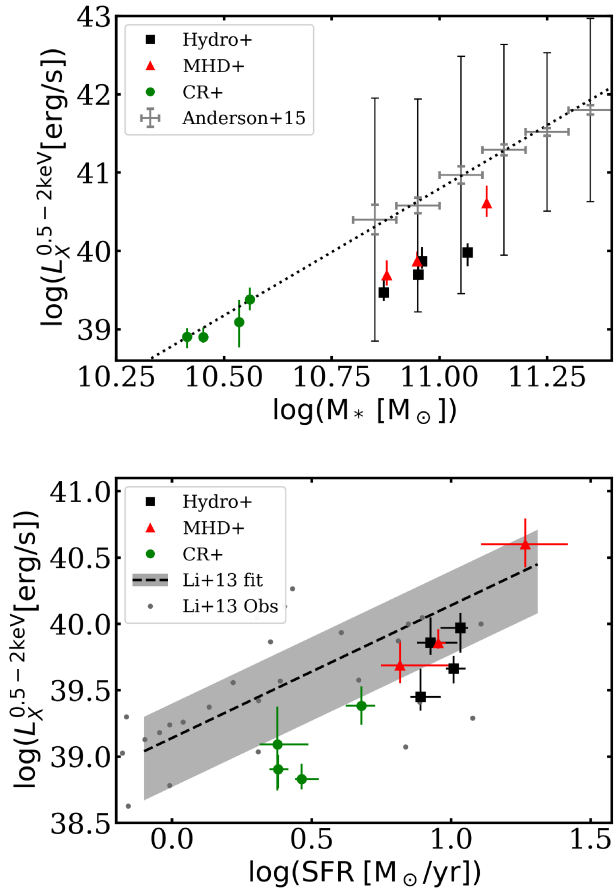 43
42
41
40
39
log(L_X^{0.5−2keV}[erg/s])
Hydro+
MHD+
CR+
Anderson+15
10.25 10.50 10.75 11.00 11.25
log(M_* [M_⊙])
41.0
40.5
40.0
39.5
39.0
38.5
log(L_X^{0.5−2keV}[erg/s])
Hydro+
MHD+
CR+
Li+13 fit
Li+13 Obs
0.0 0.5 1.0 1.5
log(SFR [M_⊙/yr])